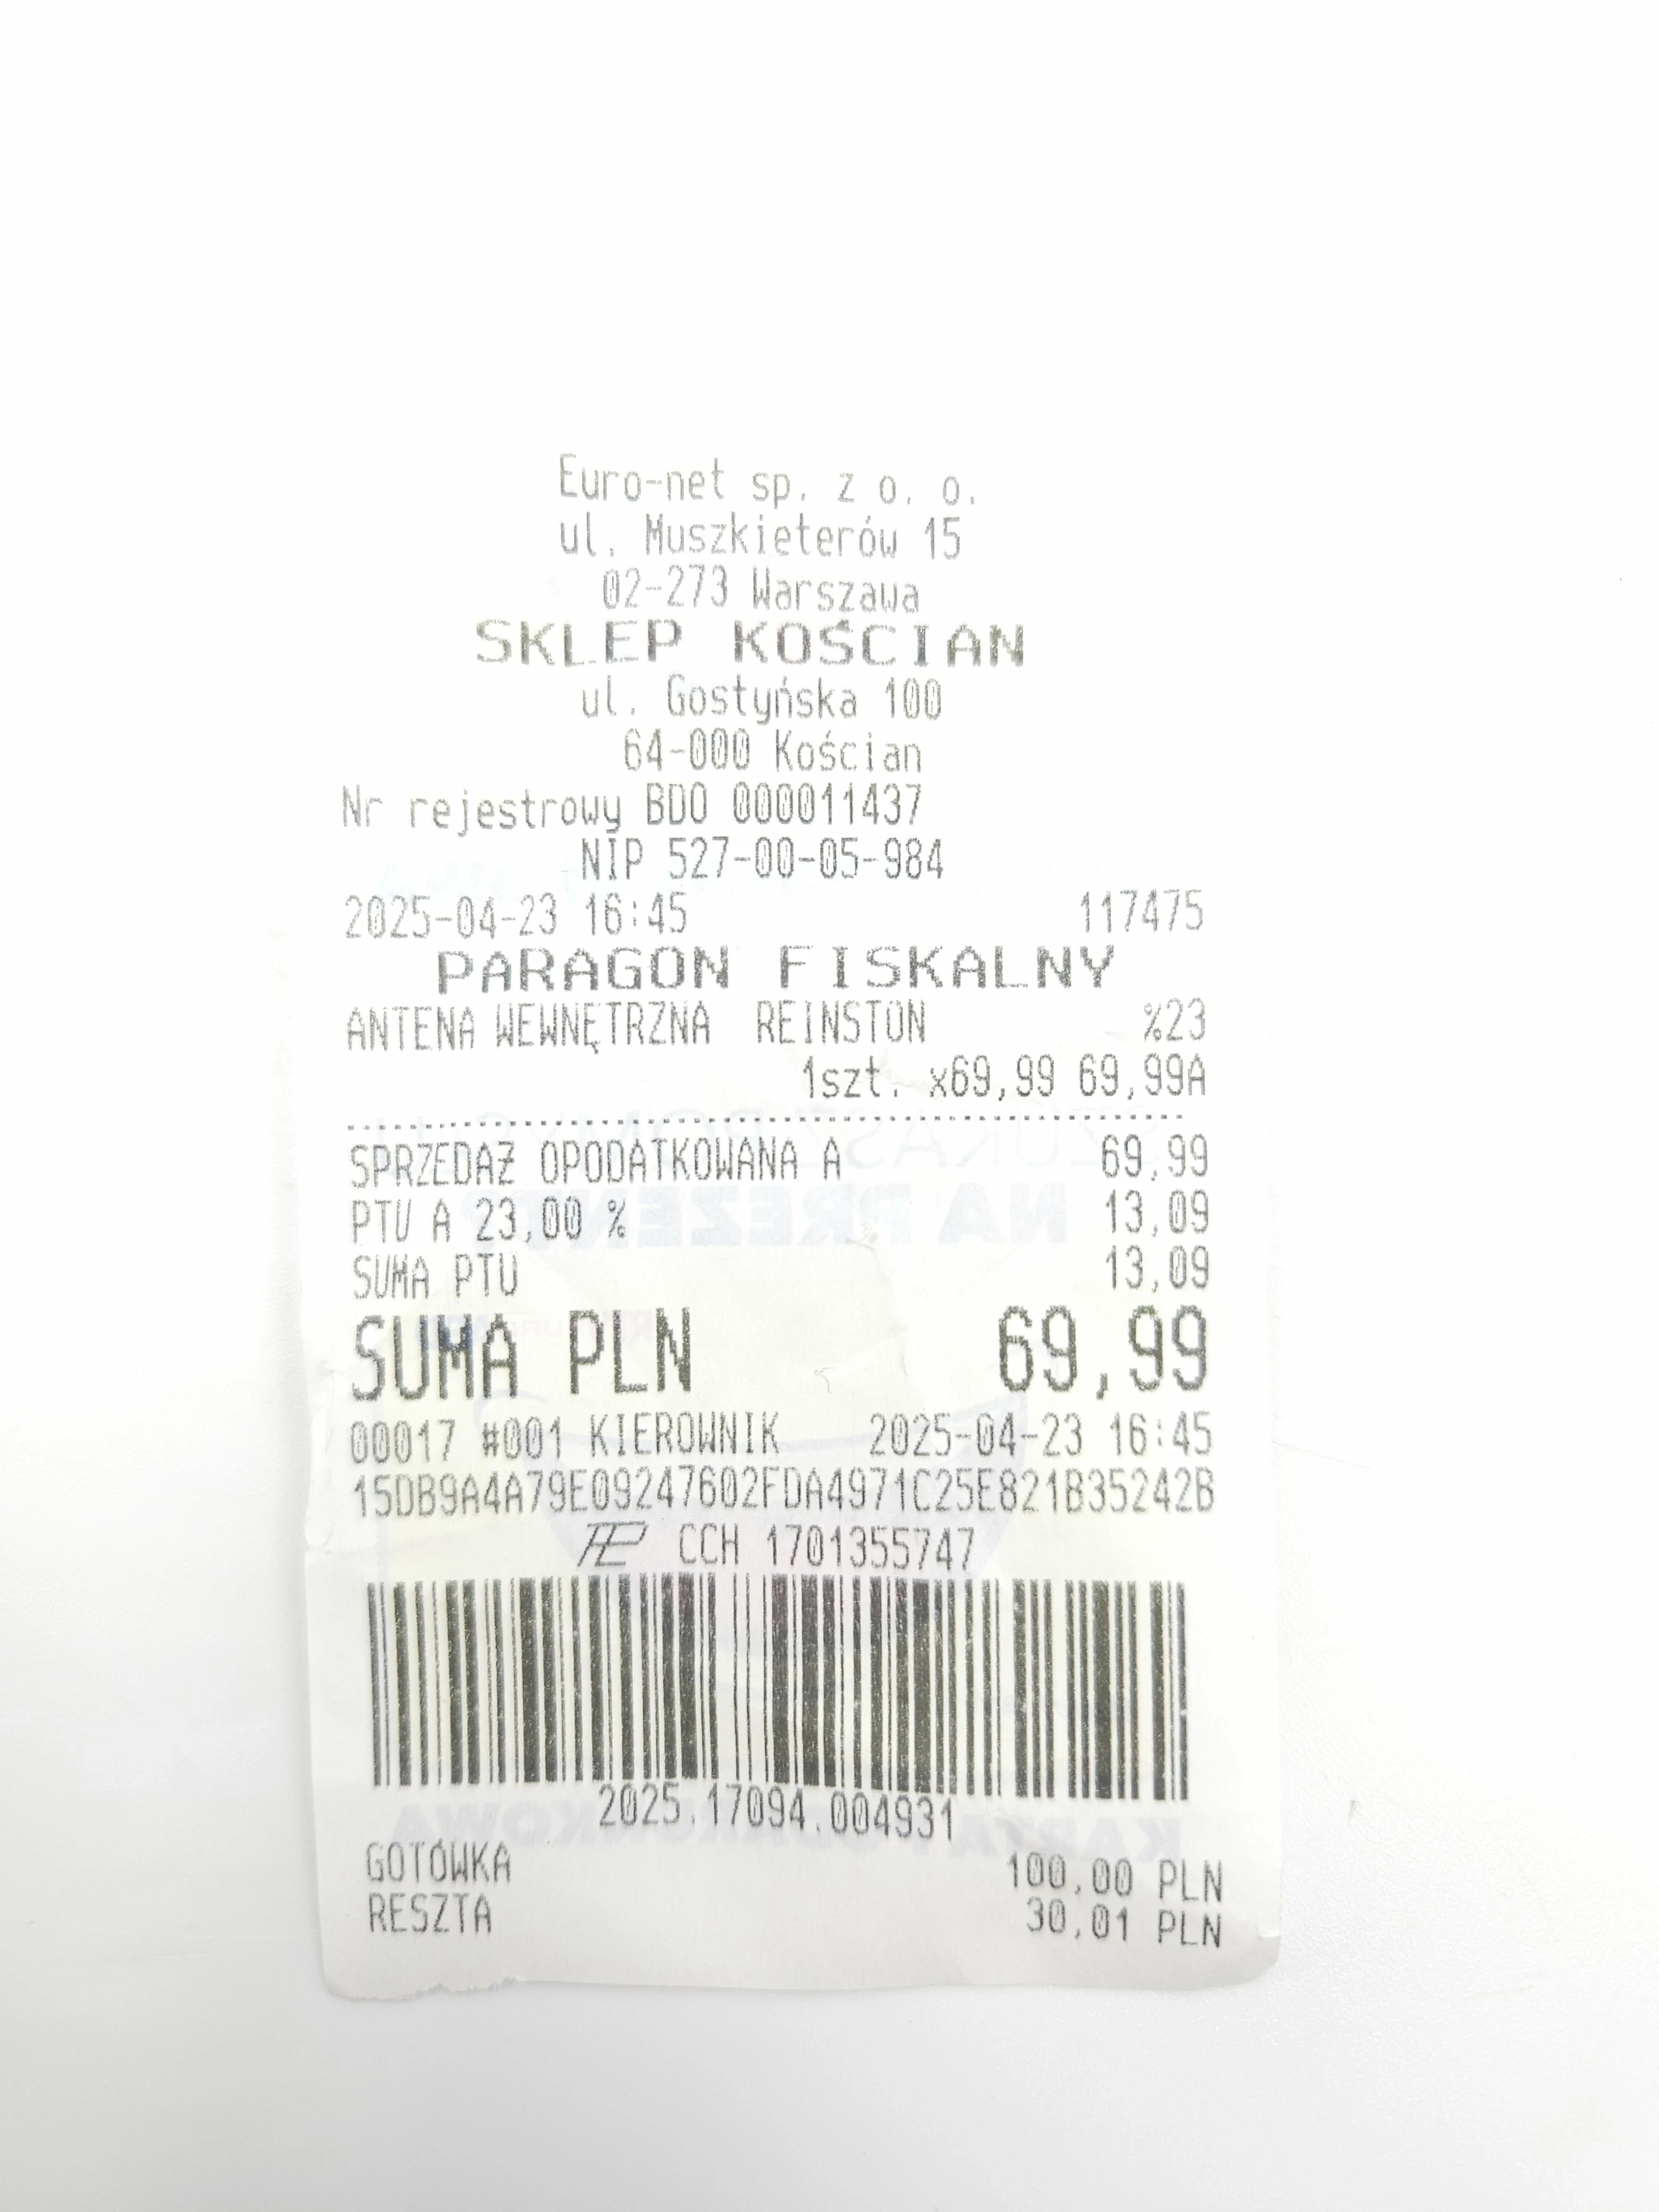 Euro-net sp. z o. o.
ul. Muszkieterów 15
02-273 Warszawa
SKLEP KOŚCIAN
ul. Gostyńska 100
64-000 Kościan
Nr rejestrowy BDO 000011437
NIP 527-00-05-984
2025-04-23 16:45 117475
PARAGON FISKALNY
ANTENA WEWNĘTRZNA REINSTON %23
1szt. x69,99 69,99A
SPRZEDAŻ OPODATKOWANA A 69,99
PTU A 23,00 % 13,09
SUMA PTU 13,09
SUMA PLN 69,99
00017 #001 KIEROWNIK 2025-04-23 16:45
15DB9A4A79E09247602FDA4971C25E821B35242B
CCH 1701355747
2025.17094.004931
GOTÓWKA 100,00 PLN
RESZTA 30,01 PLN